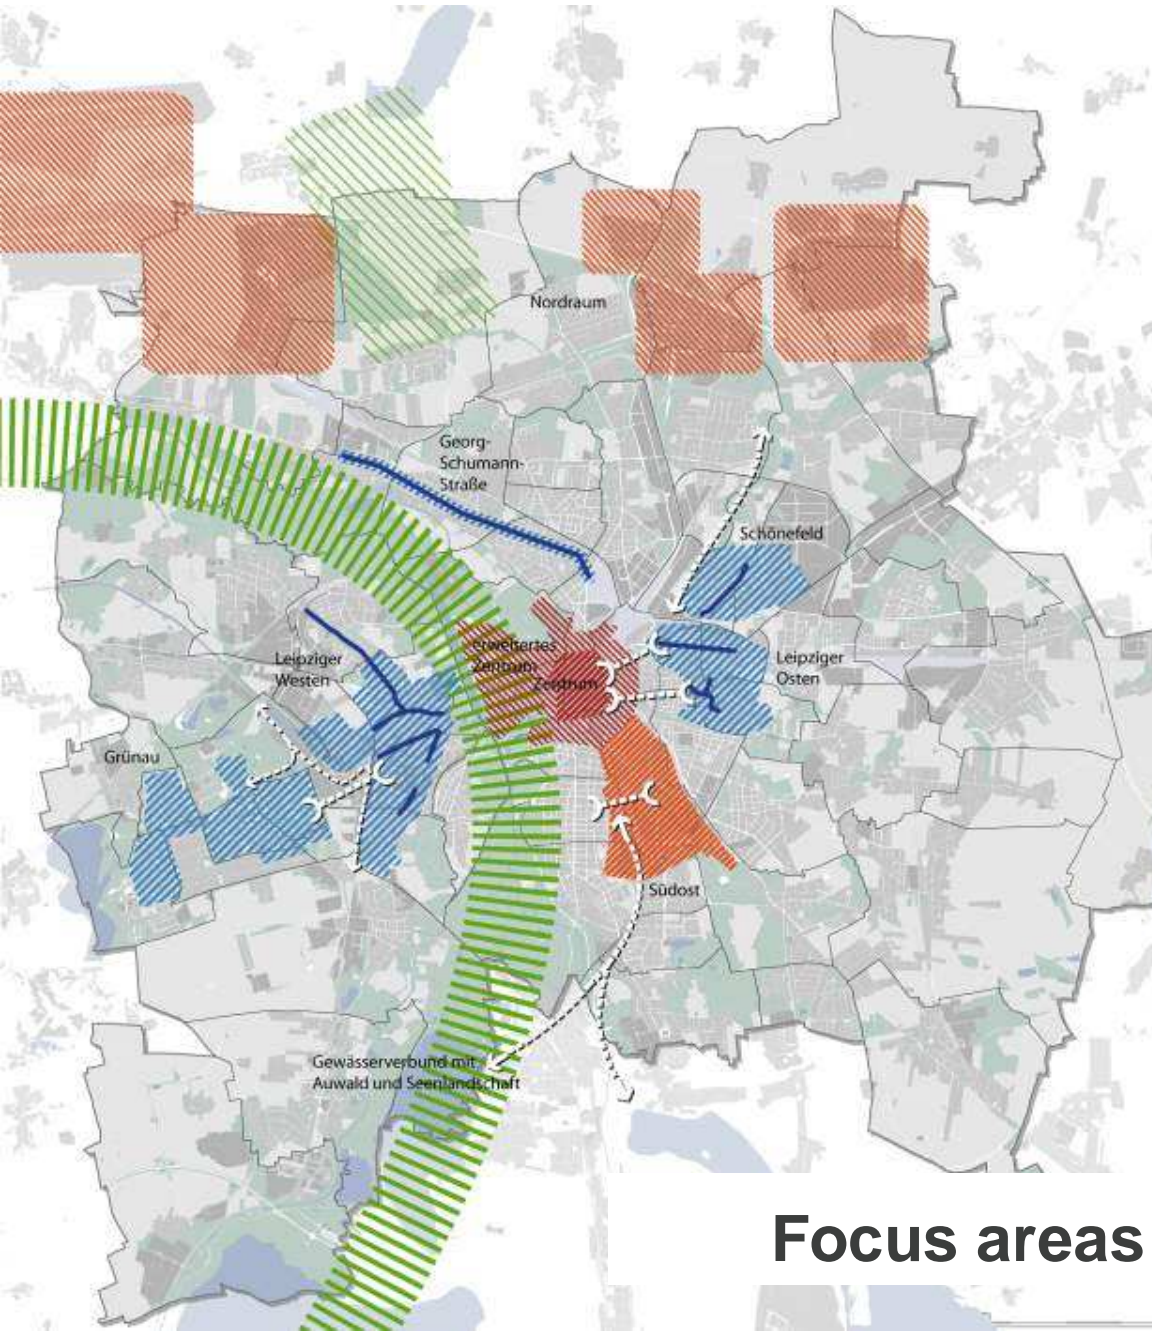 Nordraum
Georg-
Schumann-
Straße
Schönefeld
erweitertes
Zentrum
Zentrum
Leipziger
Westen
Leipziger
Osten
Grünau
Südost
Gewässerverbund mit
Auwald und Seenlandschaft
Focus areas